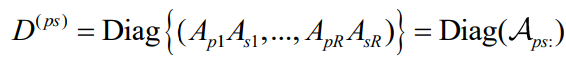 D^{(ps)} = Diag{(A_{p1}A_{s1},..., A_{pR}A_{sR})} = Diag(𝒜_{ps:})